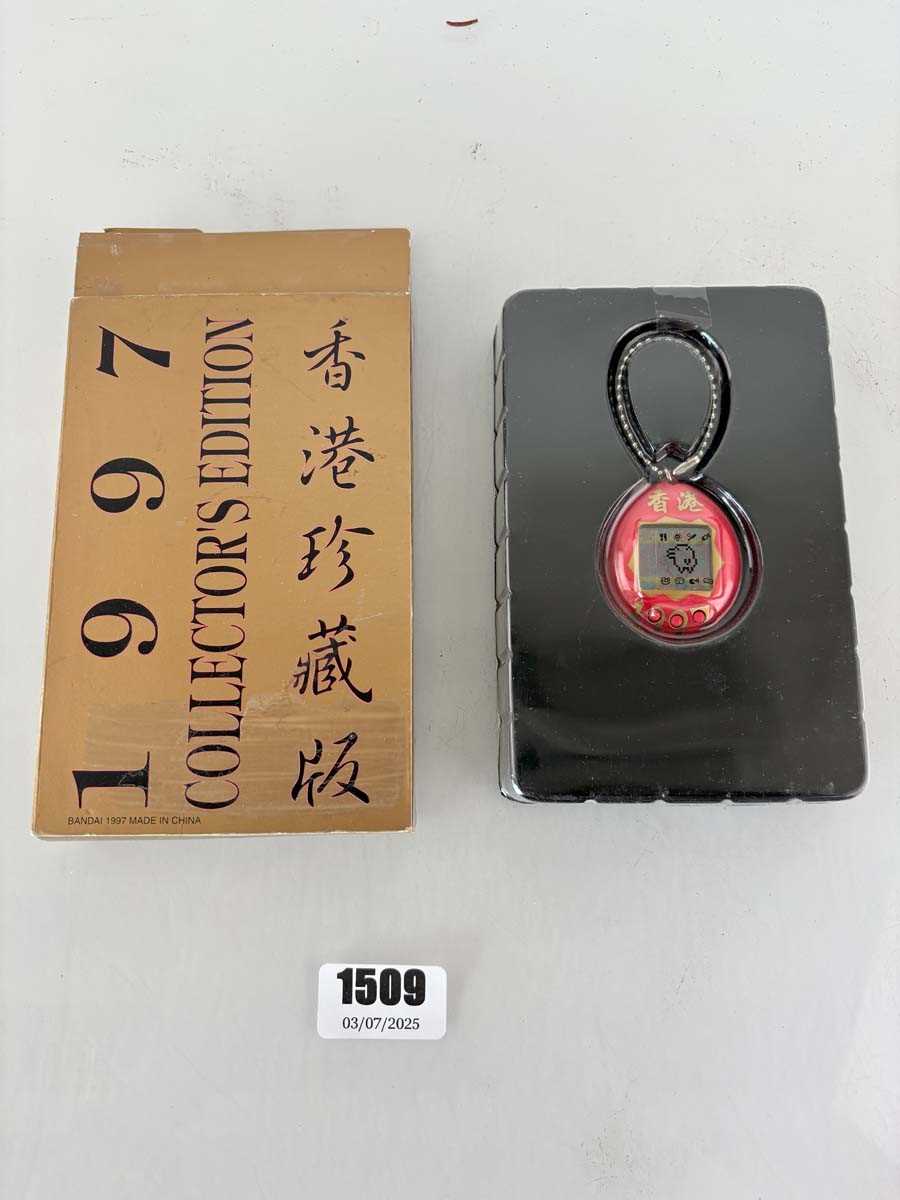 1997
COLLECTOR'S EDITION
香港珍藏版
BANDAI 1997 MADE IN CHINA
香港
1997
1509
03/07/2025